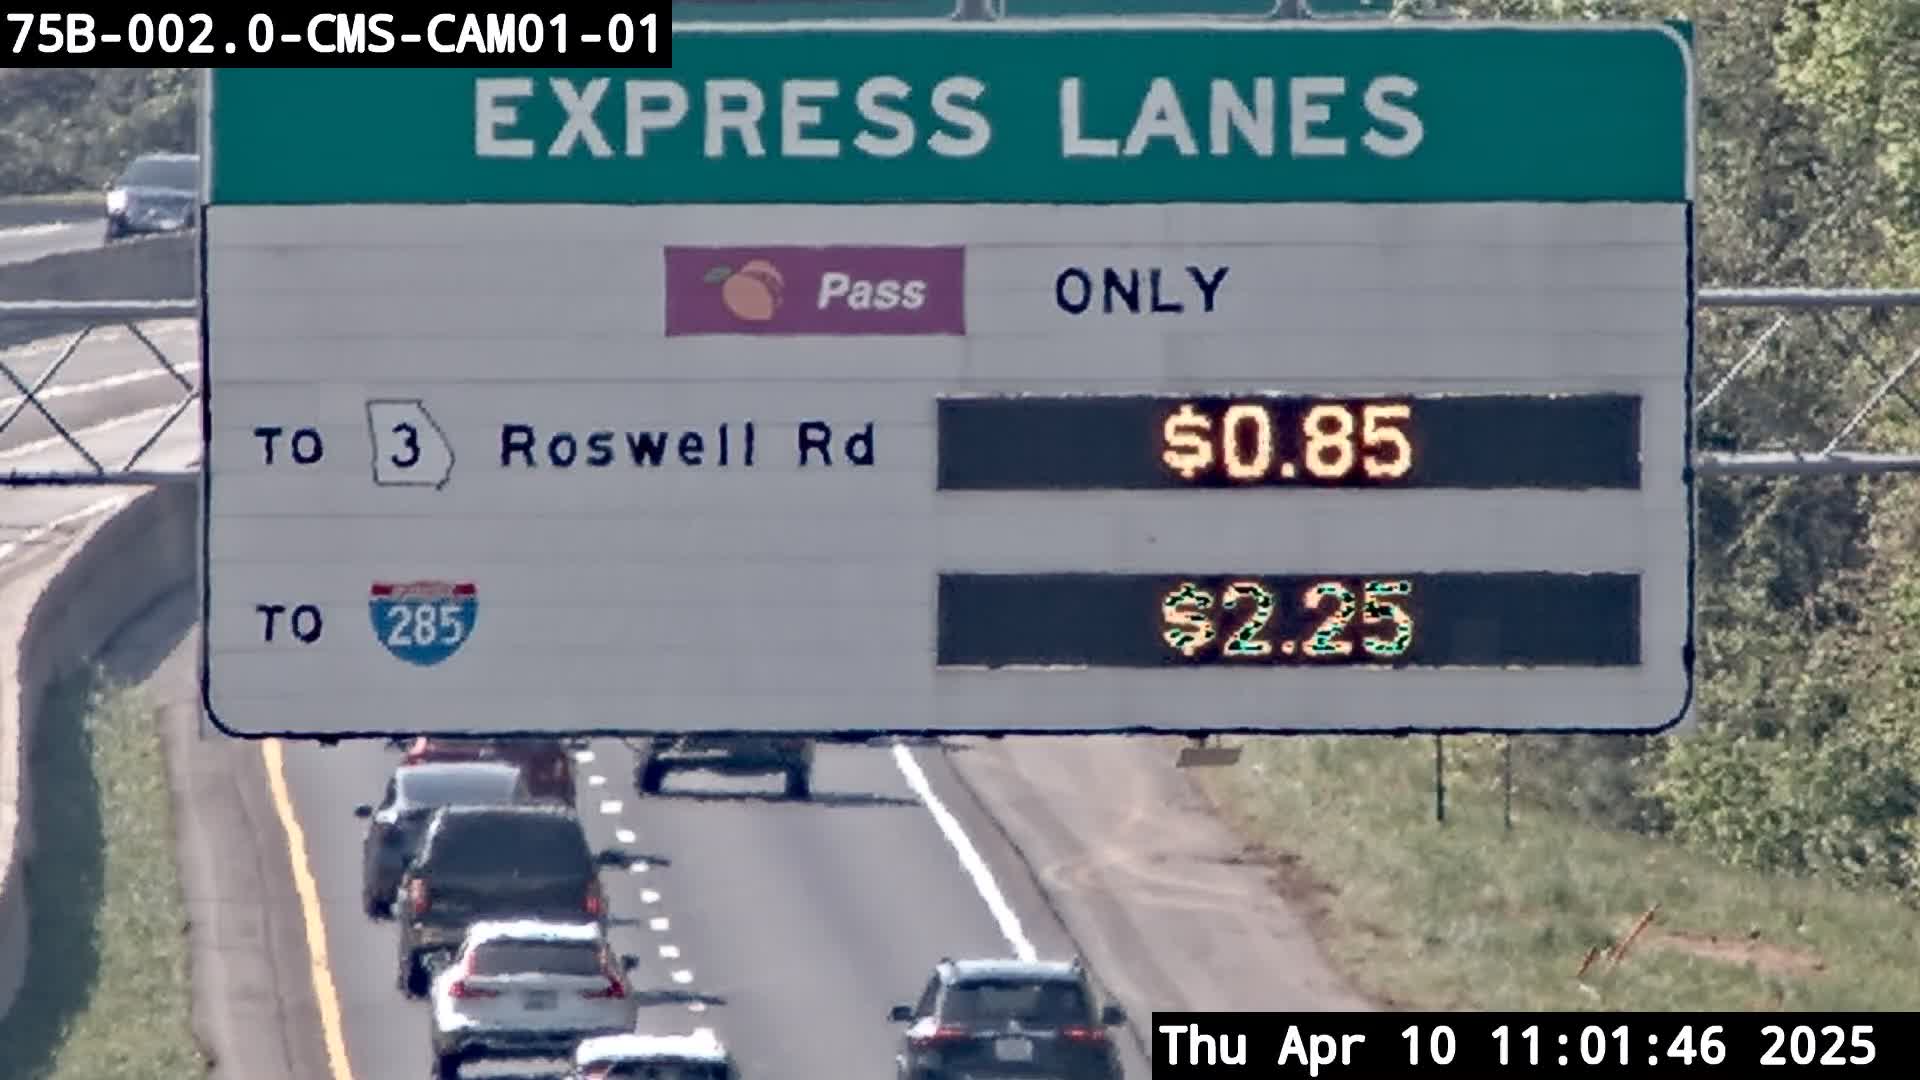 75B-002.0-CMS-CAM01-01
EXPRESS LANES
Pass ONLY
TO 3 Roswell Rd $0.85
TO 285 $2.25
Thu Apr 10 11:01:46 2025